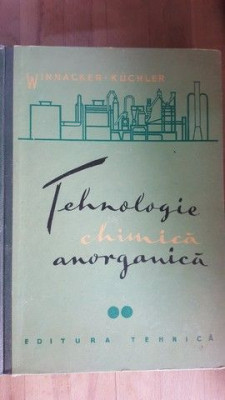 WINNACKER-KÜCHLER
Tehnologie
chimică
anorganică
EDITURA TEHNICĂ